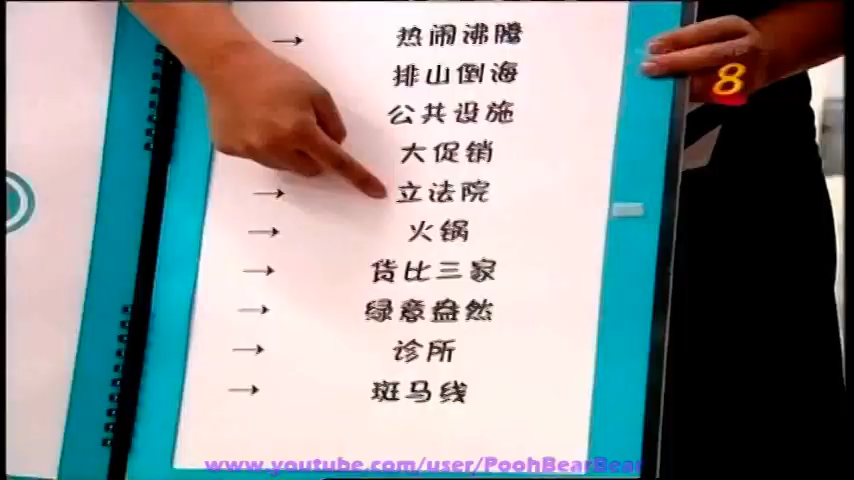 8
→ 热闹沸腾
排山倒海
公共设施
大促销
→ 立法院
→ 火锅
→ 货比三家
→ 绿意盎然
→ 诊所
→ 斑马线
www.youtube.com/user/PoohBearBear